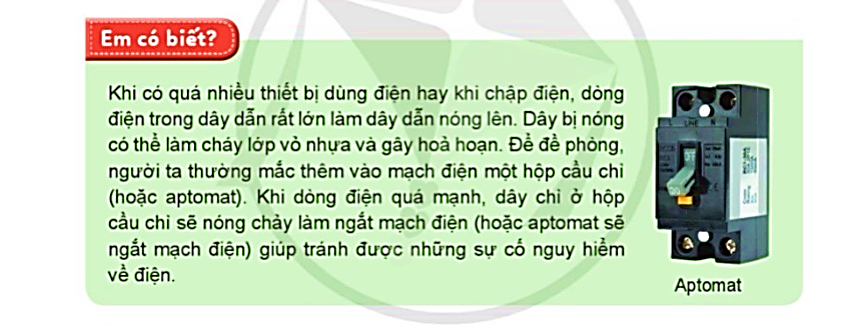 Em có biết?
Khi có quá nhiều thiết bị dùng điện hay khi chập điện, dòng
điện trong dây dẫn rất lớn làm dây dẫn nóng lên. Dây bị nóng
có thể làm cháy lớp vỏ nhựa và gây hoả hoạn. Để đề phòng,
người ta thường mắc thêm vào mạch điện một hộp cầu chì
(hoặc aptomat). Khi dòng điện quá mạnh, dây chì ở hộp
cầu chì sẽ nóng chảy làm ngắt mạch điện (hoặc aptomat sẽ
ngắt mạch điện) giúp tránh được những sự cố nguy hiểm
về điện.
LINE N
OFF
Aptomat